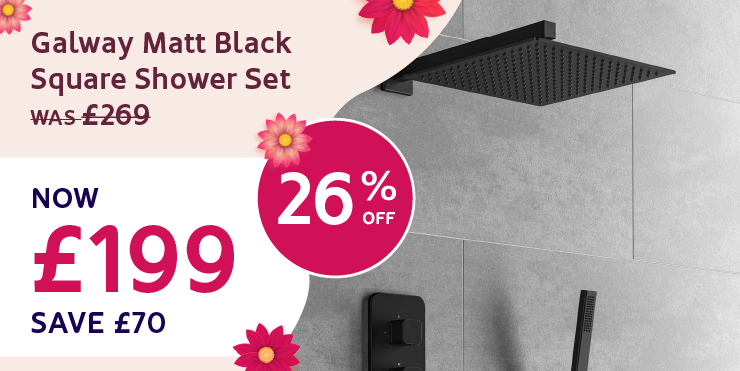 Galway Matt Black
Square Shower Set
WAS £269
NOW
£199
SAVE £70
26%
OFF